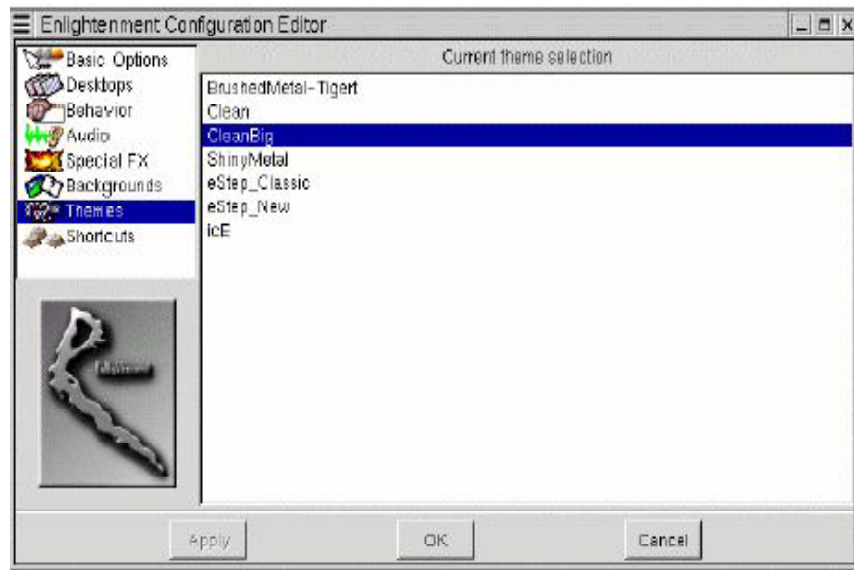 Enlightenment Configuration Editor
Basic Options
Desktops
Behavior
Audio
Special FX
Backgrounds
Themes
Shortcuts
Current theme selection
BrushedMetal-Tigert
Clean
CleanBig
ShinyMetal
eStep_Classic
eStep_New
icE
Apply
OK
Cancel